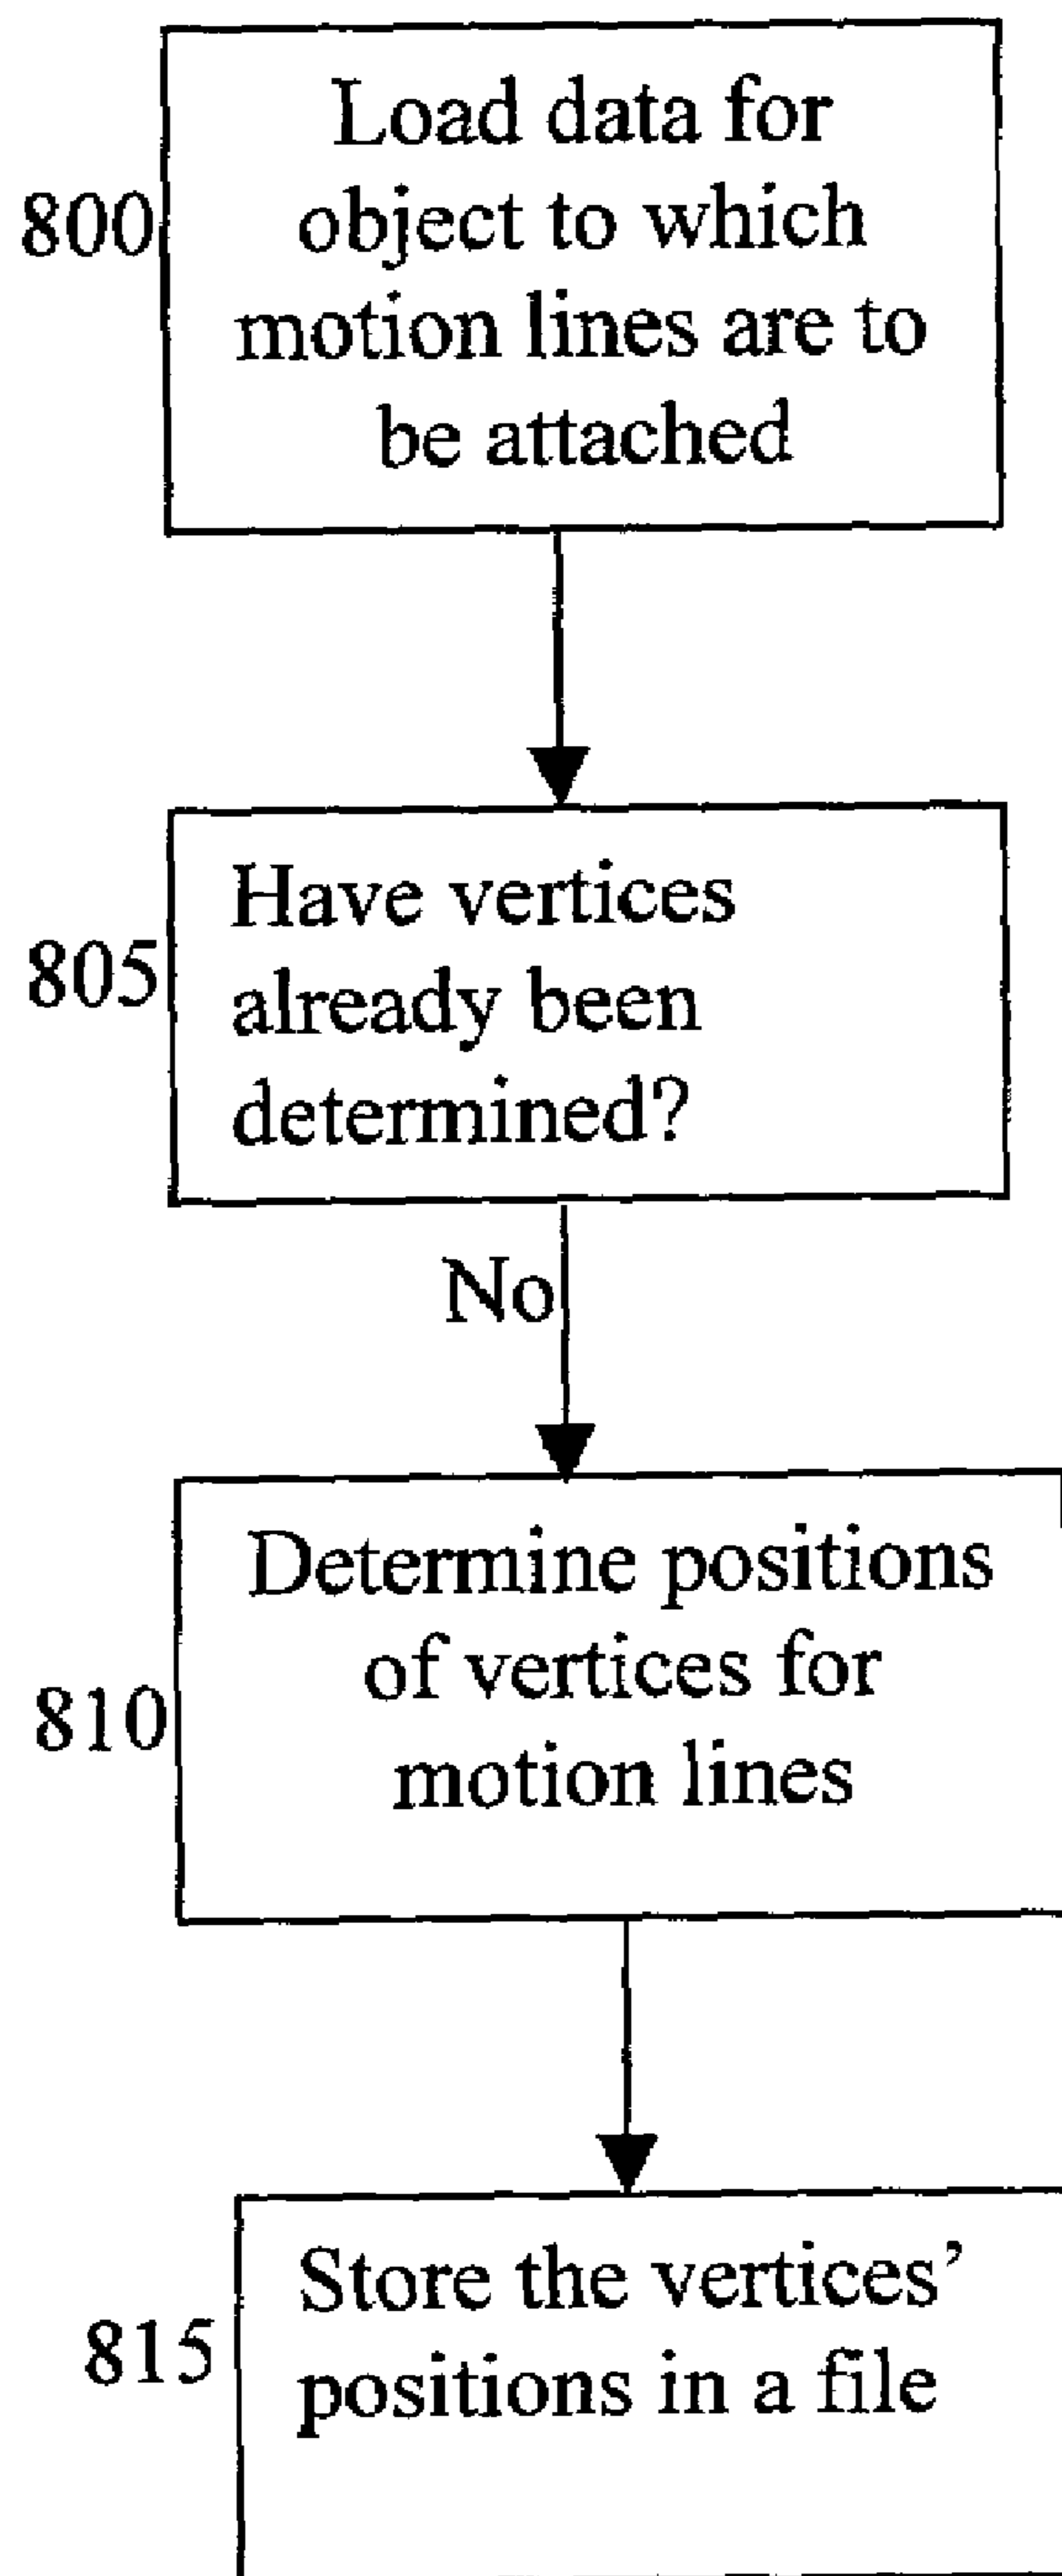 800
Load data for
object to which
motion lines are to
be attached
805
Have vertices
already been
determined?
No
810
Determine positions
of vertices for
motion lines
815
Store the vertices’
positions in a file